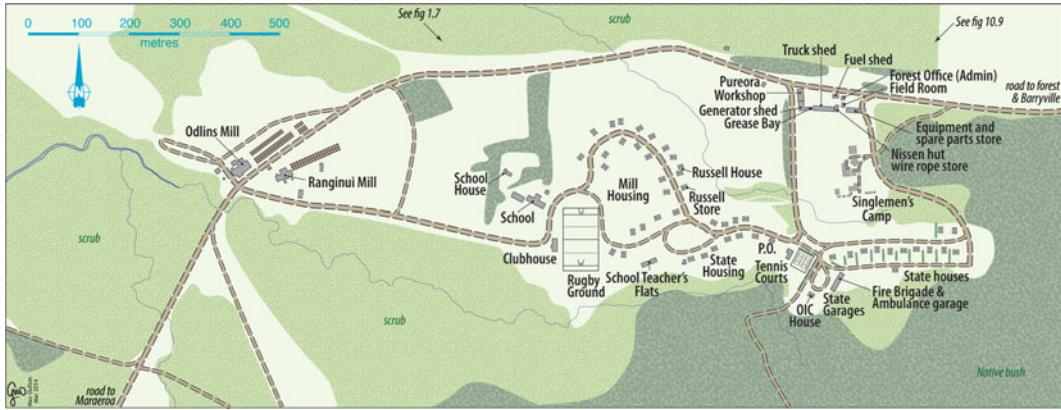 0 100 200 300 400 500
metres
See fig 1.7
scrub
See fig 10.9
N
Truck shed
Fuel shed
Pureora
Workshop
Forest Office (Admin)
Field Room
road to forest
& Barryville
Generator shed
Grease Bay
Equipment and
spare parts store
Nissen hut
wire rope store
Odlins Mill
Ranginui Mill
School
House
School
Mill
Housing
Russell House
Russell
Store
Singlemen's
Camp
scrub
Clubhouse
Rugby
Ground
School Teacher's
Flats
State
Housing
P.O.
Tennis
Courts
State houses
OIC
House
State
Garages
Fire Brigade &
Ambulance garage
scrub
Native bush
road to
Maraeroa
Max Oulton